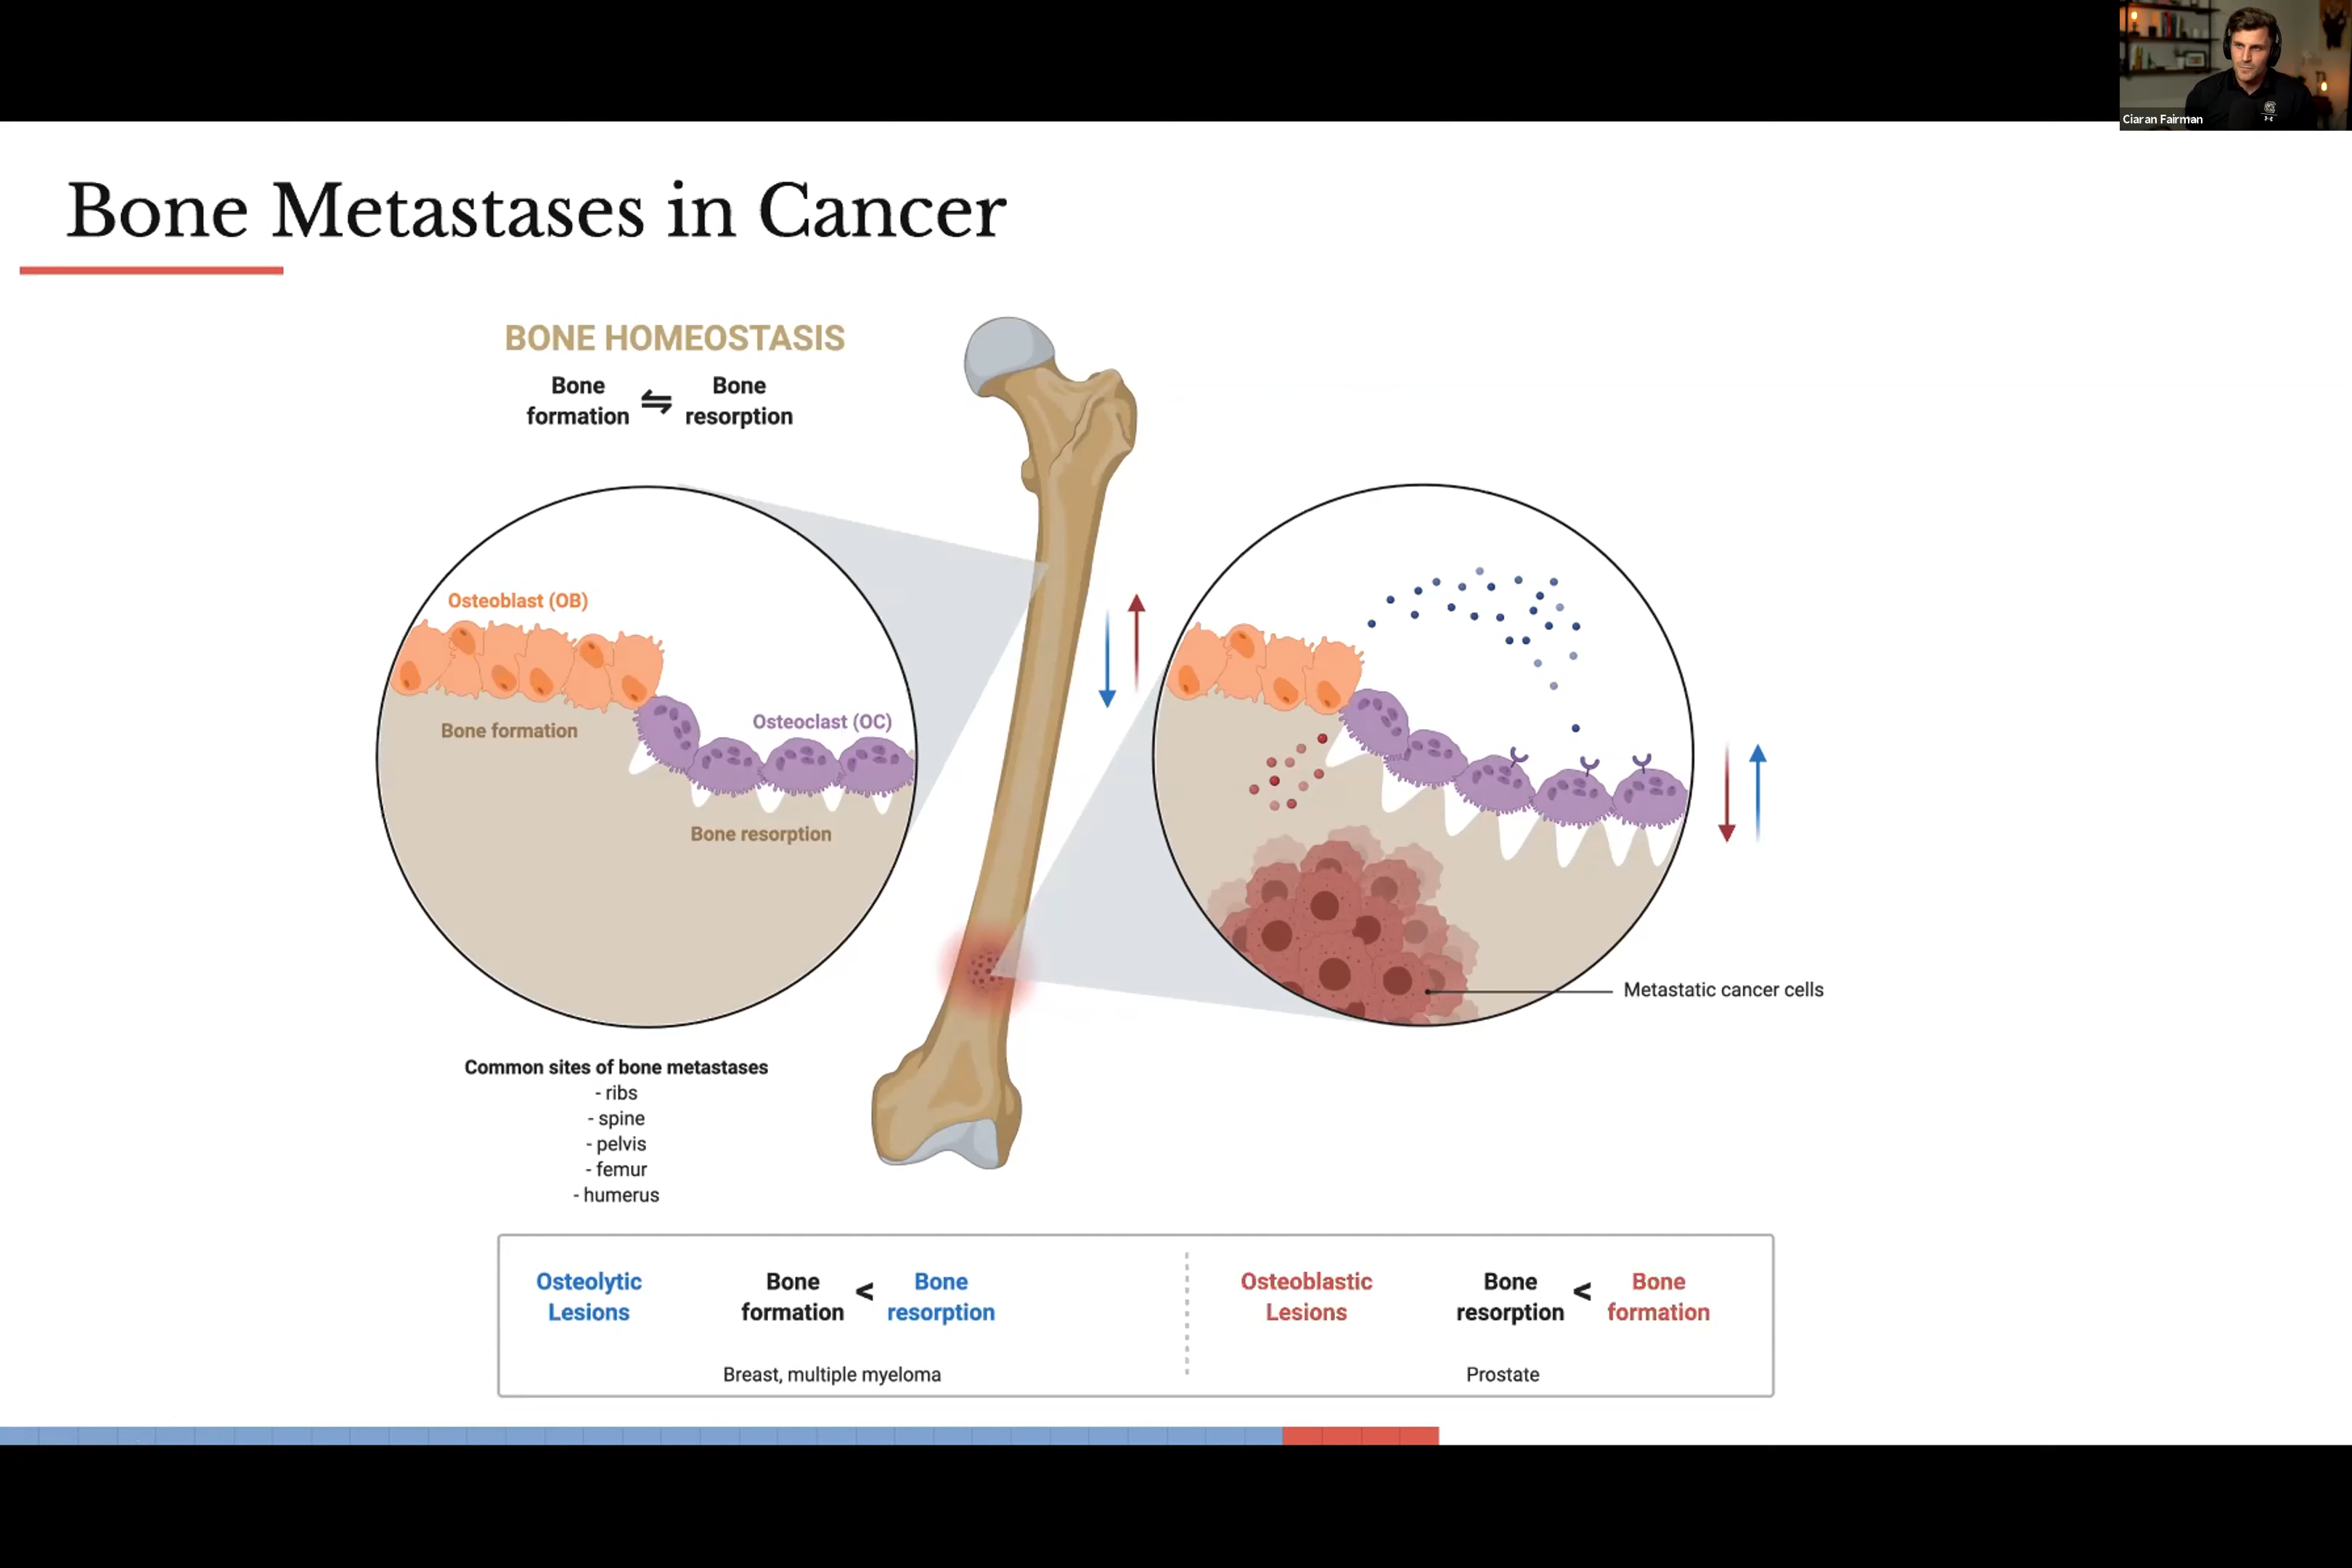 Ciaran Fairman
Bone Metastases in Cancer
BONE HOMEOSTASIS
Bone formation ⇋ Bone resorption
Osteoblast (OB)
Bone formation
Osteoclast (OC)
Bone resorption
Metastatic cancer cells
Common sites of bone metastases
- ribs
- spine
- pelvis
- femur
- humerus
Osteolytic
Lesions
Bone
formation
<
Bone
resorption
Breast, multiple myeloma
Osteoblastic
Lesions
Bone
resorption
<
Bone
formation
Prostate